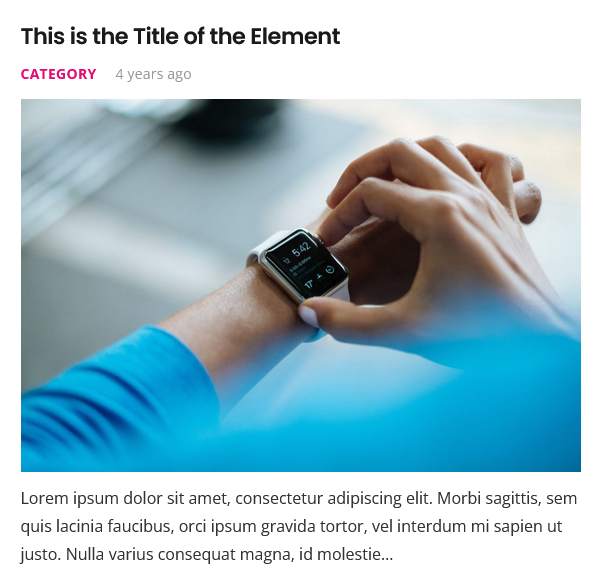 This is the Title of the Element
CATEGORY 4 years ago
5:42
Lorem ipsum dolor sit amet, consectetur adipiscing elit. Morbi sagittis, sem
quis lacinia faucibus, orci ipsum gravida tortor, vel interdum mi sapien ut
justo. Nulla varius consequat magna, id molestie...